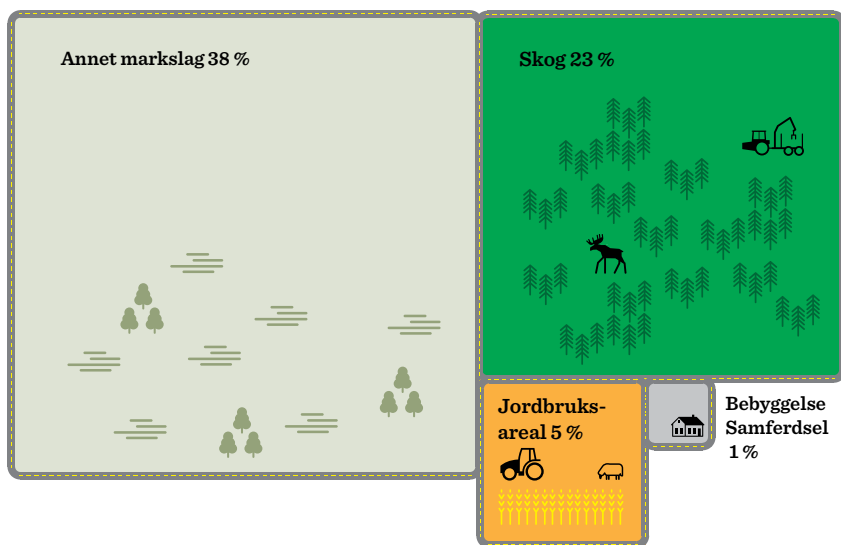 Annet markslag 38 %
Skog 23 %
Jordbruks-
areal 5 %
Bebyggelse
Samferdsel
1 %